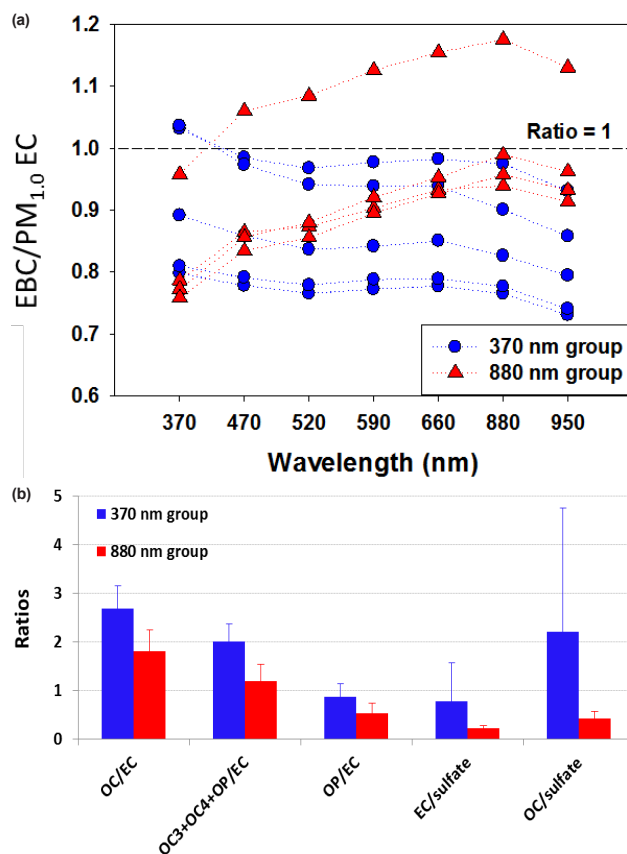 (a)
EBC/PM1.0 EC
1.2
1.1
1.0
0.9
0.8
0.7
0.6
Ratio = 1
370 nm group
880 nm group
370 470 520 590 660 880 950
Wavelength (nm)
(b)
Ratios
5
4
3
2
1
0
370 nm group
880 nm group
OC/EC
OC3+OC4+OP/EC
OP/EC
EC/sulfate
OC/sulfate